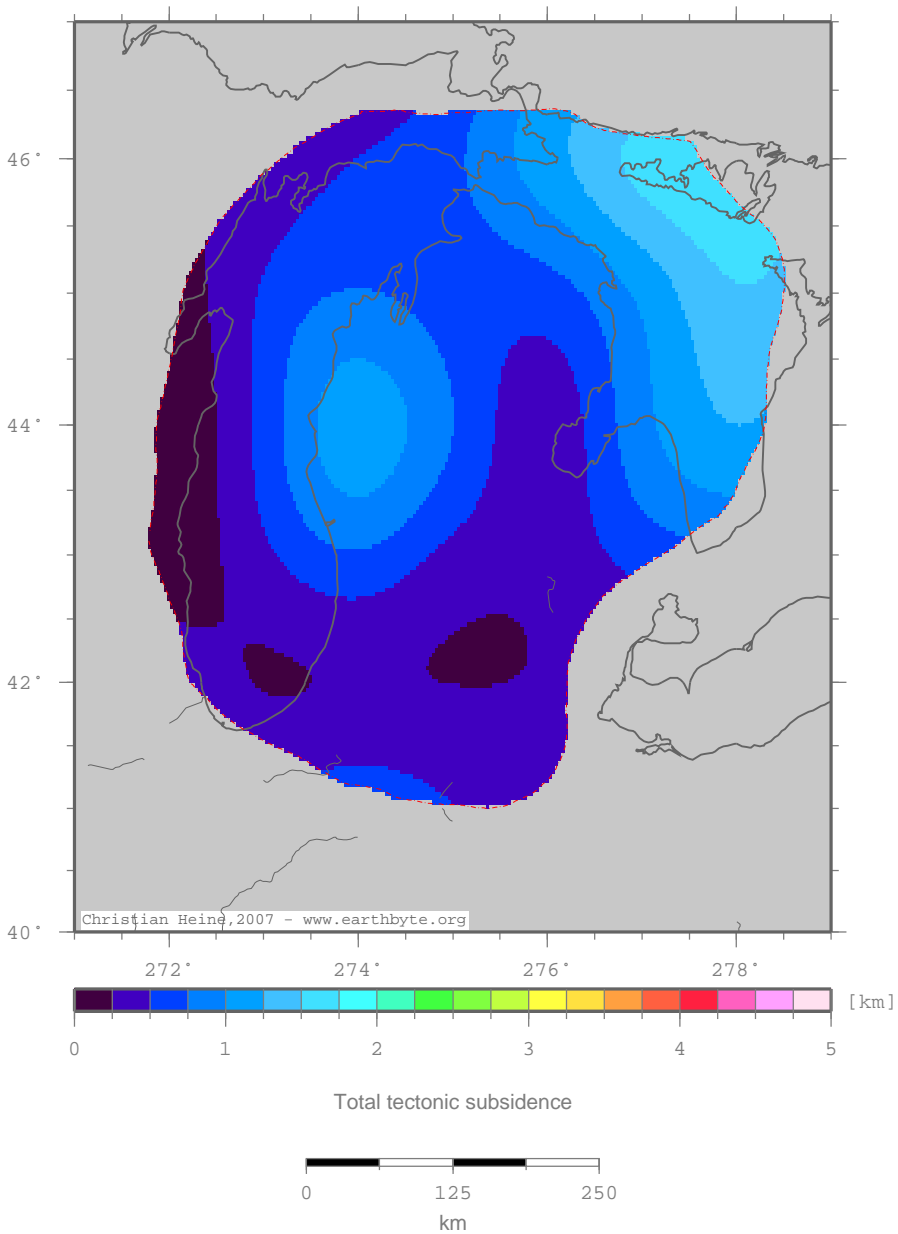 46°
44°
42°
40°
Christian Heine,2007 - www.earthbyte.org
272° 274° 276° 278°
[km]
0 1 2 3 4 5
Total tectonic subsidence
0 125 250
km